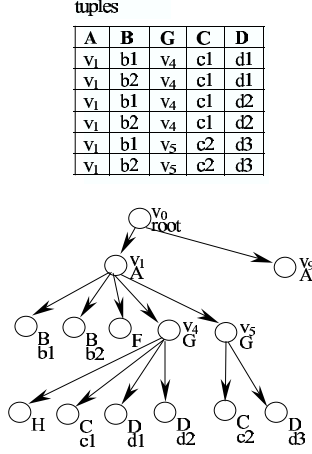 tuples
A B G C D
v1 b1 v4 c1 d1
v1 b2 v4 c1 d1
v1 b1 v4 c1 d2
v1 b2 v4 c1 d2
v1 b1 v5 c2 d3
v1 b2 v5 c2 d3
v0
root
v1
A
v9
A
B
b1
B
b2
F
v4
G
v5
G
H
C
c1
D
d1
D
d2
C
c2
D
d3